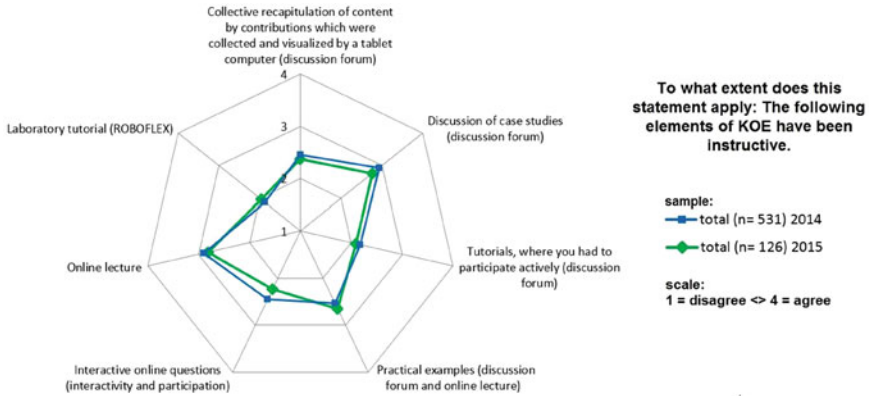 Collective recapitulation of content
by contributions which were
collected and visualized by a tablet
computer (discussion forum)
4
3
2
1
Discussion of case studies
(discussion forum)
Tutorials, where you had to
participate actively (discussion
forum)
Practical examples (discussion
forum and online lecture)
Interactive online questions
(interactivity and participation)
Online lecture
Laboratory tutorial (ROBOFLEX)
To what extent does this
statement apply: The following
elements of KOE have been
instructive.
sample:
total (n= 531) 2014
total (n= 126) 2015
scale:
1 = disagree <> 4 = agree